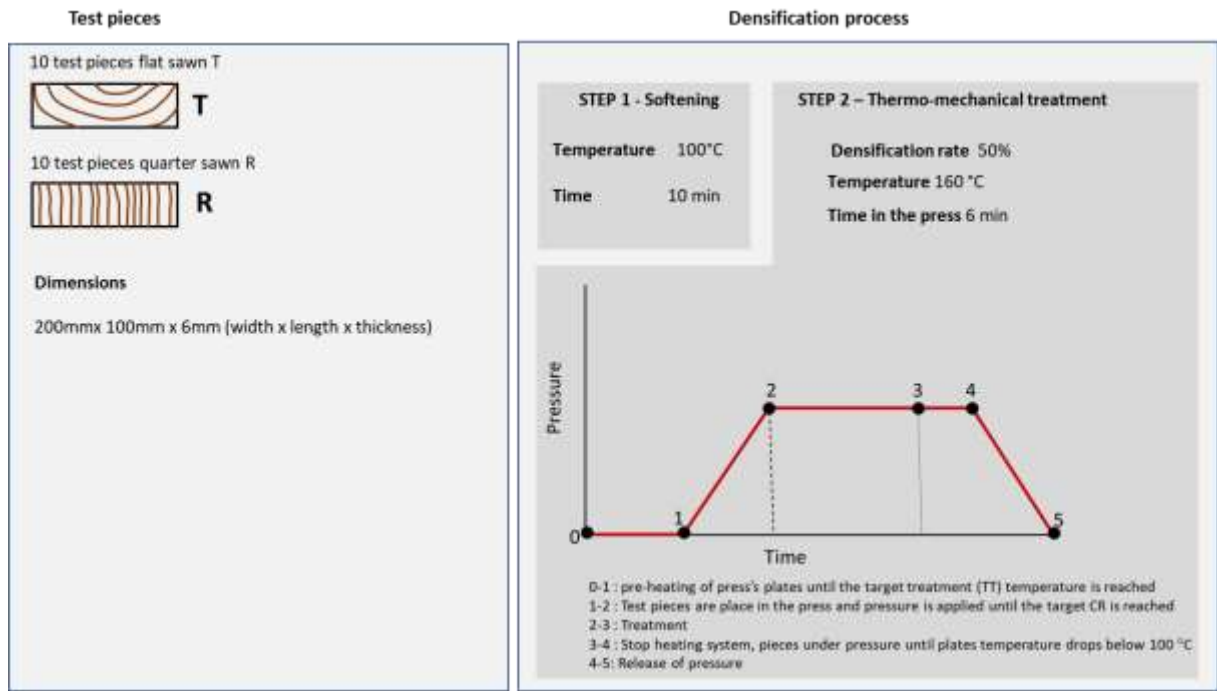 Test pieces
10 test pieces flat sawn T
T
10 test pieces quarter sawn R
R
Dimensions
200mmx 100mm x 6mm (width x length x thickness)
Densification process
STEP 1 - Softening
Temperature 100°C
Time 10 min
STEP 2 – Thermo-mechanical treatment
Densification rate 50%
Temperature 160 °C
Time in the press 6 min
Pressure
2
3
4
0
1
5
Time
0-1 : pre-heating of press's plates until the target treatment (TT) temperature is reached
1-2 : Test pieces are place in the press and pressure is applied until the target CR is reached
2-3 : Treatment
3-4 : Stop heating system, pieces under pressure until plates temperature drops below 100 °C
4-5: Release of pressure